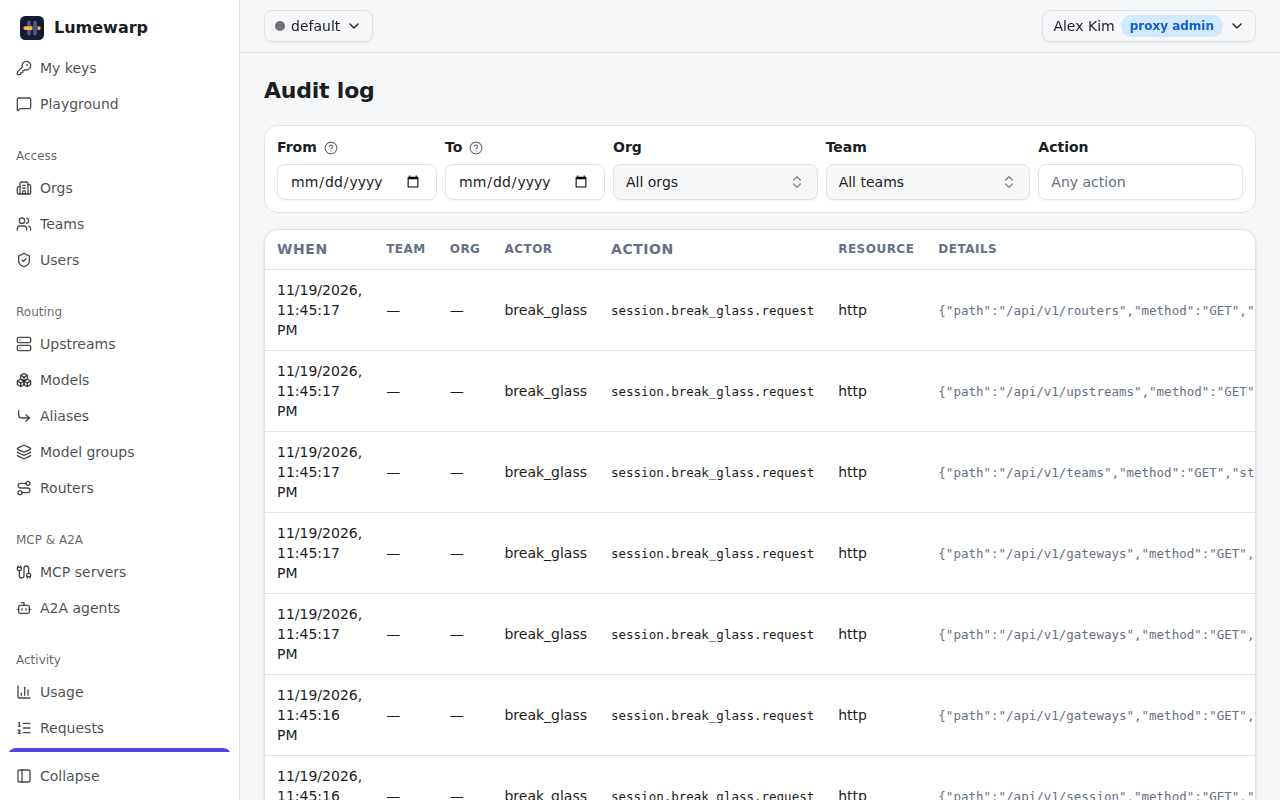 Lumewarp
My keys
Playground
Access
Orgs
Teams
Users
Routing
Upstreams
Models
Aliases
Model groups
Routers
MCP & A2A
MCP servers
A2A agents
Activity
Usage
Requests
Collapse
default
Alex Kim proxy admin
Audit log
From To Org Team Action
mm/dd/yyyy mm/dd/yyyy All orgs All teams Any action
WHEN TEAM ORG ACTOR ACTION RESOURCE DETAILS
11/19/2026,
11:45:17 — — break_glass session.break_glass.request http {"path":"/api/v1/routers","method":"GET","
PM
11/19/2026,
11:45:17 — — break_glass session.break_glass.request http {"path":"/api/v1/upstreams","method":"GET"
PM
11/19/2026,
11:45:17 — — break_glass session.break_glass.request http {"path":"/api/v1/teams","method":"GET","st
PM
11/19/2026,
11:45:17 — — break_glass session.break_glass.request http {"path":"/api/v1/gateways","method":"GET",
PM
11/19/2026,
11:45:17 — — break_glass session.break_glass.request http {"path":"/api/v1/gateways","method":"GET",
PM
11/19/2026,
11:45:16 — — break_glass session.break_glass.request http {"path":"/api/v1/gateways","method":"GET",
PM
11/19/2026,
11:45:16 — — break_glass session.break_glass.request http {"path":"/api/v1/session","method":"GET","